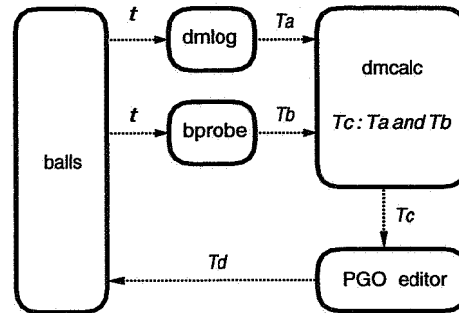 t
dmlog
Ta
dmcalc
Tc : Ta and Tb
t
bprobe
Tb
balls
Tc
Td
PGO editor